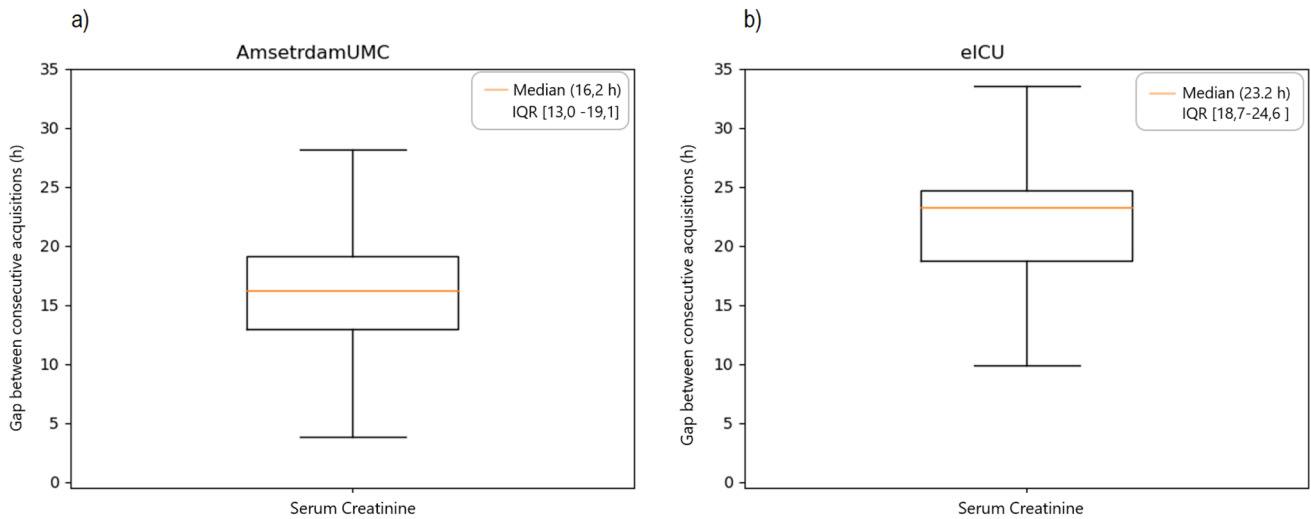 a)
AmsetrdamUMC
35
30
25
20
15
10
5
0
Gap between consecutive acquisitions (h)
Median (16,2 h)
IQR [13,0 -19,1]
Serum Creatinine
b)
eICU
35
30
25
20
15
10
5
0
Gap between consecutive acquisitions (h)
Median (23.2 h)
IQR [18,7-24,6 ]
Serum Creatinine